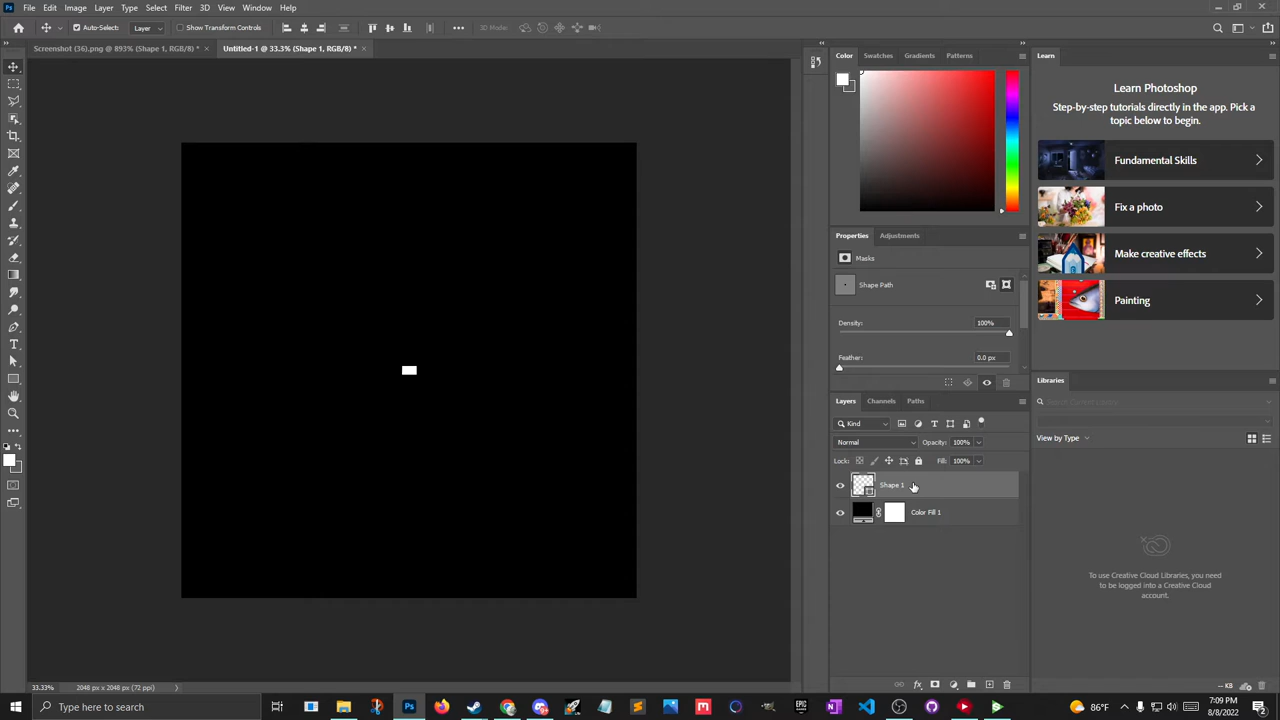 File Edit Image Layer Type Select Filter 3D View Window Help
Auto-Select: Layer Show Transform Controls 3D Mode:
Screenshot (36).png @ 893% (Shape 1, RGB/8) * × Untitled-1 @ 33.3% (Shape 1, RGB/8) * ×
Color Swatches Gradients Patterns
Learn
Learn Photoshop
Step-by-step tutorials directly in the app. Pick a
topic below to begin.
Fundamental Skills
Fix a photo
Make creative effects
Painting
Properties Adjustments
Masks
Shape Path
Density: 100%
Feather: 0.0 px
Layers Channels Paths
Kind
Normal Opacity: 100%
Lock: Fill: 100%
Shape 1
Color Fill 1
Libraries
View by Type
To use Creative Cloud Libraries, you need
to be logged into a Creative Cloud
account.
-- KB
33.33% 2048 px x 2048 px (72 ppi)
Type here to search
86°F
7:09 PM
8/8/2022